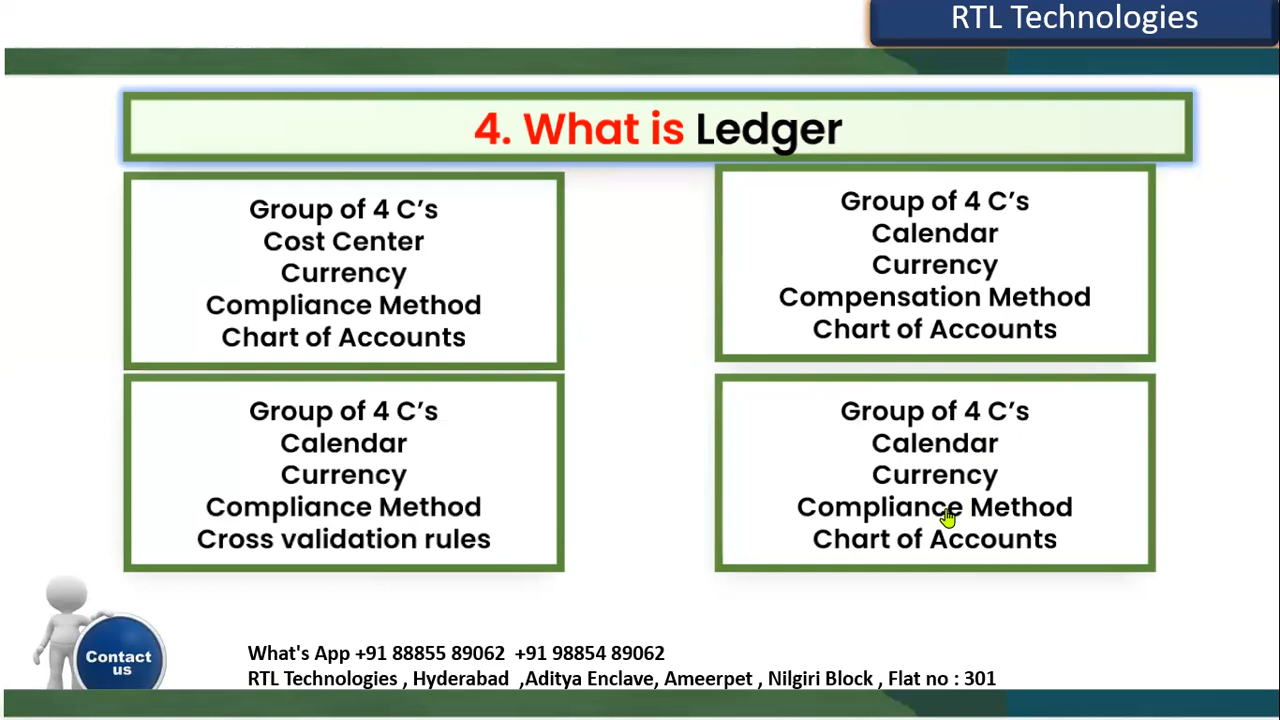 RTL Technologies
4. What is Ledger
Group of 4 C’s
Cost Center
Currency
Compliance Method
Chart of Accounts
Group of 4 C’s
Calendar
Currency
Compensation Method
Chart of Accounts
Group of 4 C’s
Calendar
Currency
Compliance Method
Cross validation rules
Group of 4 C’s
Calendar
Currency
Compliance Method
Chart of Accounts
Contact
us
What's App +91 88855 89062 +91 98854 89062
RTL Technologies , Hyderabad ,Aditya Enclave, Ameerpet , Nilgiri Block , Flat no : 301